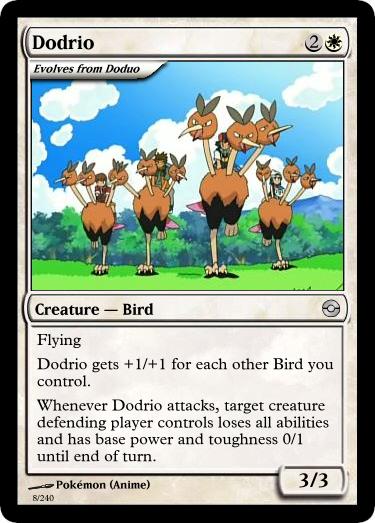 Dodrio 2
Evolves from Doduo
Creature — Bird
Flying
Dodrio gets +1/+1 for each other Bird you
control.
Whenever Dodrio attacks, target creature
defending player controls loses all abilities
and has base power and toughness 0/1
until end of turn.
3/3
Pokémon (Anime)
8/240